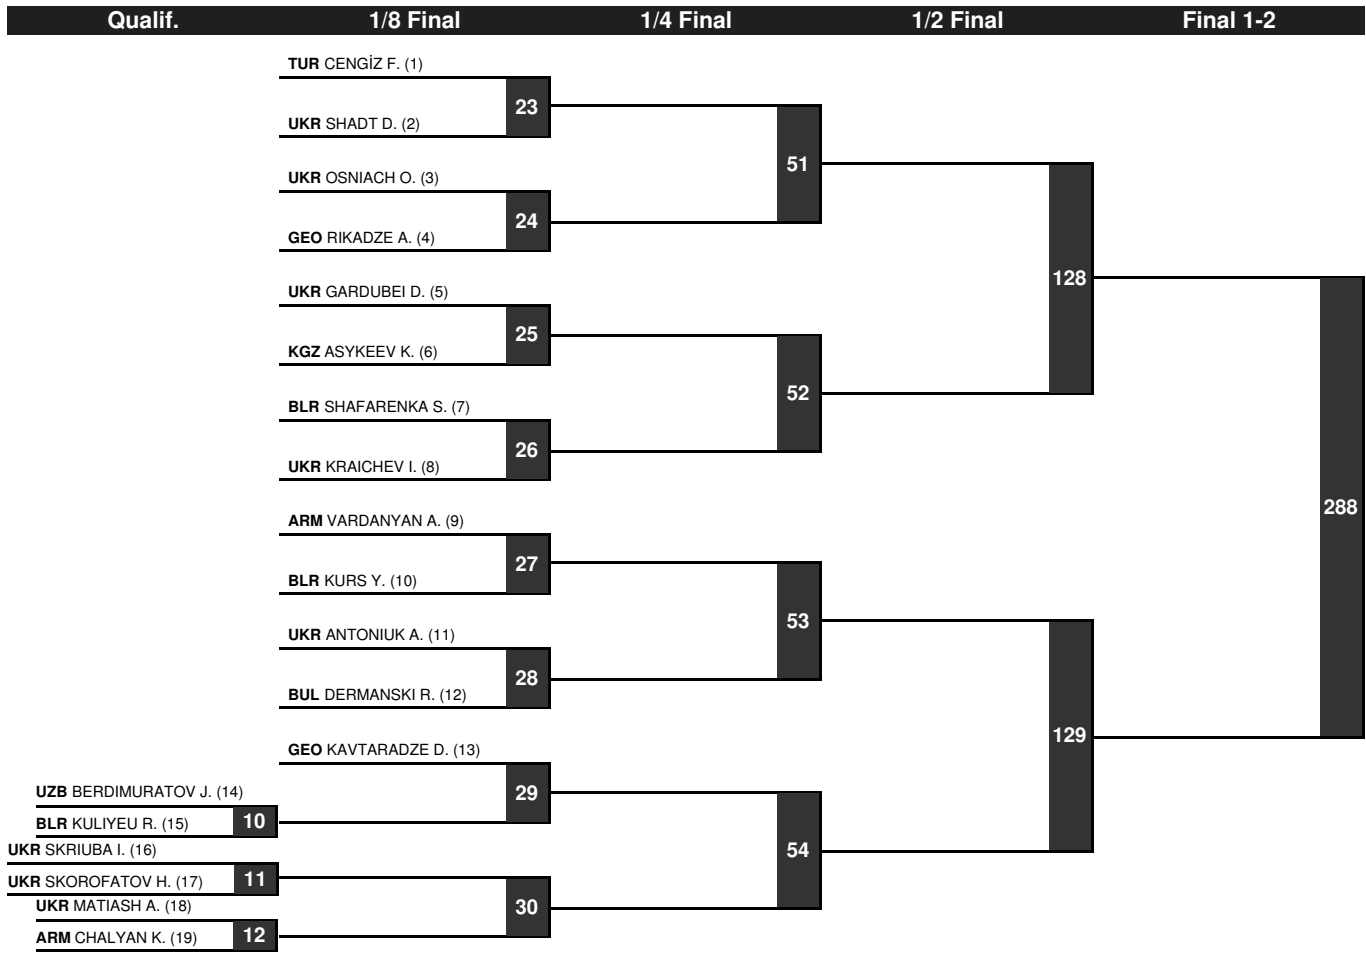 Qualif. 1/8 Final 1/4 Final 1/2 Final Final 1-2
TUR CENGİZ F. (1)
23
UKR SHADT D. (2)
51
UKR OSNIACH O. (3)
24
GEO RIKADZE A. (4)
128
UKR GARDUBEI D. (5)
25
KGZ ASYKEEV K. (6)
52
BLR SHAFARENKA S. (7)
26
UKR KRAICHEV I. (8)
288
ARM VARDANYAN A. (9)
27
BLR KURS Y. (10)
53
UKR ANTONIUK A. (11)
28
BUL DERMANSKI R. (12)
129
GEO KAVTARADZE D. (13)
29
UZB BERDIMURATOV J. (14)
10
BLR KULIYEU R. (15)
54
UKR SKRIUBA I. (16)
11
UKR SKOROFATOV H. (17)
30
UKR MATIASH A. (18)
12
ARM CHALYAN K. (19)